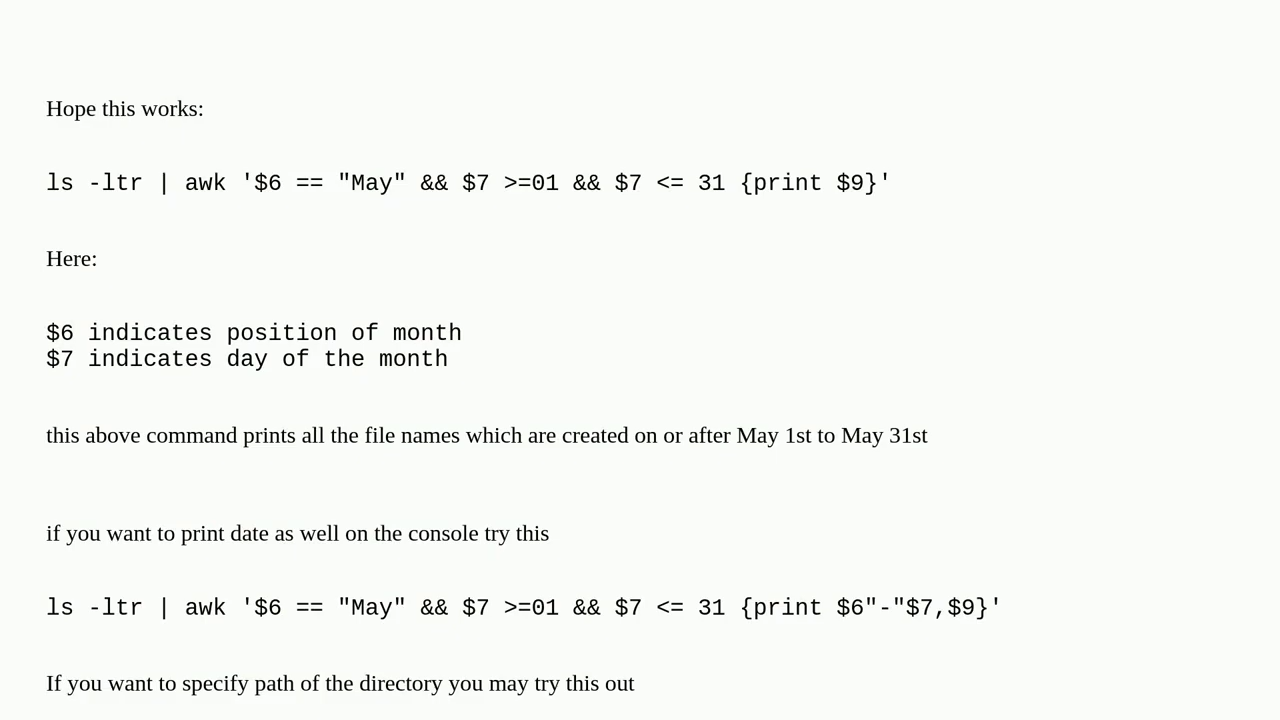 Hope this works:
ls -ltr | awk '$6 == "May" && $7 >=01 && $7 <= 31 {print $9}'
Here:
$6 indicates position of month
$7 indicates day of the month
this above command prints all the file names which are created on or after May 1st to May 31st
if you want to print date as well on the console try this
ls -ltr | awk '$6 == "May" && $7 >=01 && $7 <= 31 {print $6"-"$7,$9}'
If you want to specify path of the directory you may try this out